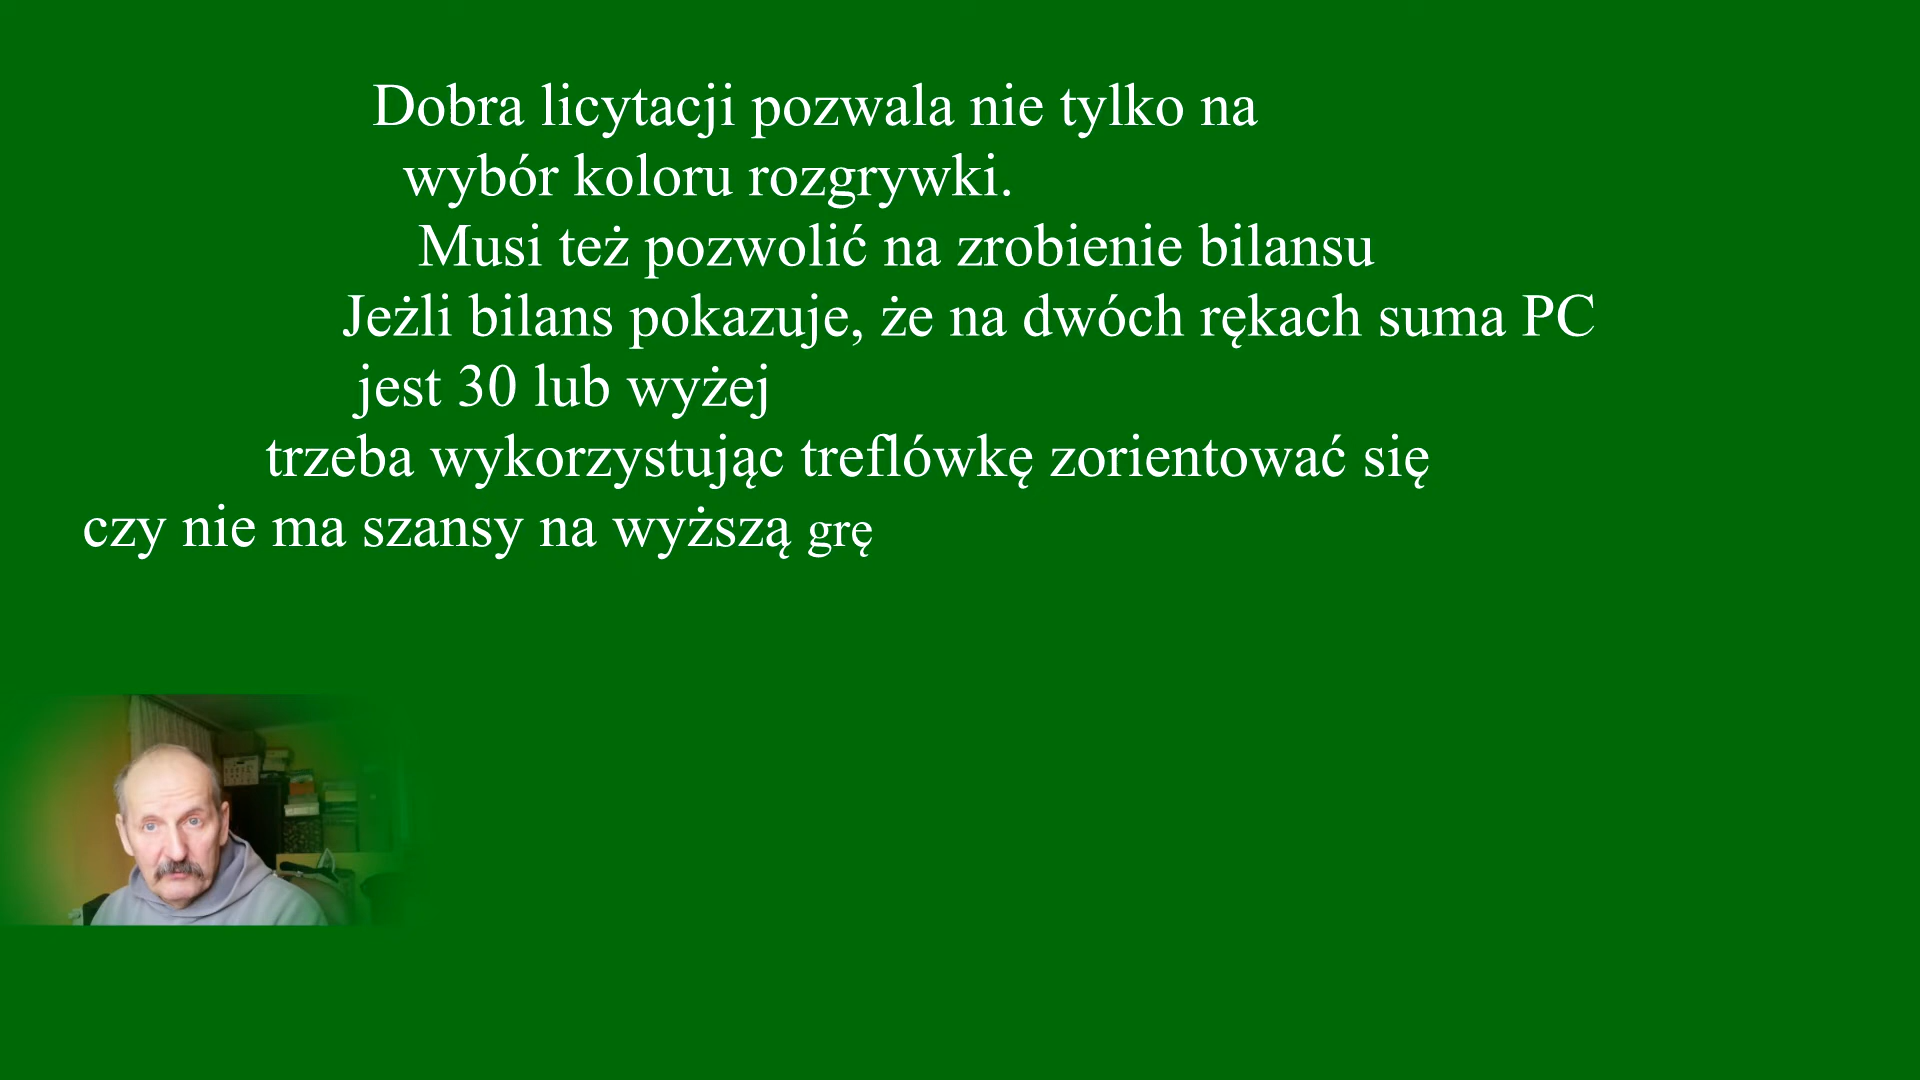 Dobra licytacji pozwala nie tylko na
wybór koloru rozgrywki.
Musi też pozwolić na zrobienie bilansu
Jeżli bilans pokazuje, że na dwóch rękach suma PC
jest 30 lub wyżej
trzeba wykorzystując treflówkę zorientować się
czy nie ma szansy na wyższą grę